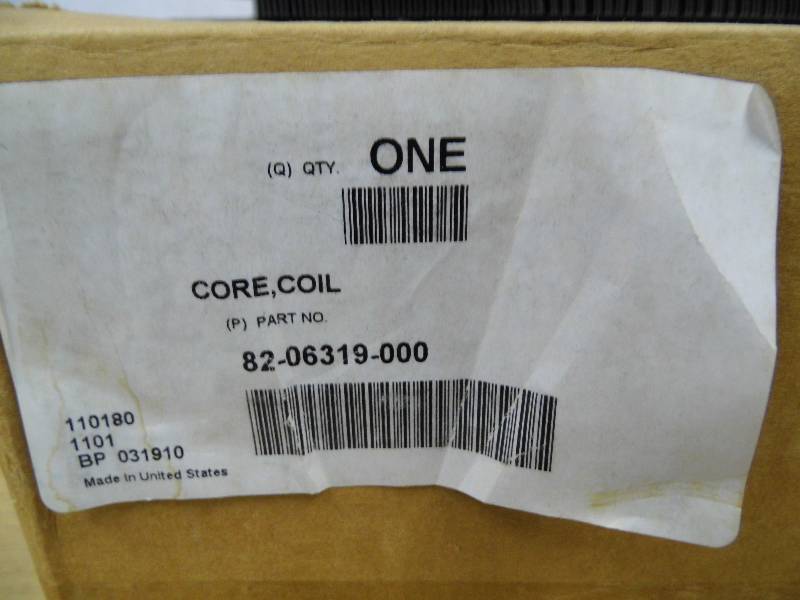 (Q) QTY. ONE
CORE,COIL
(P) PART NO.
82-06319-000
110180
1101
BP 031910
Made in United States